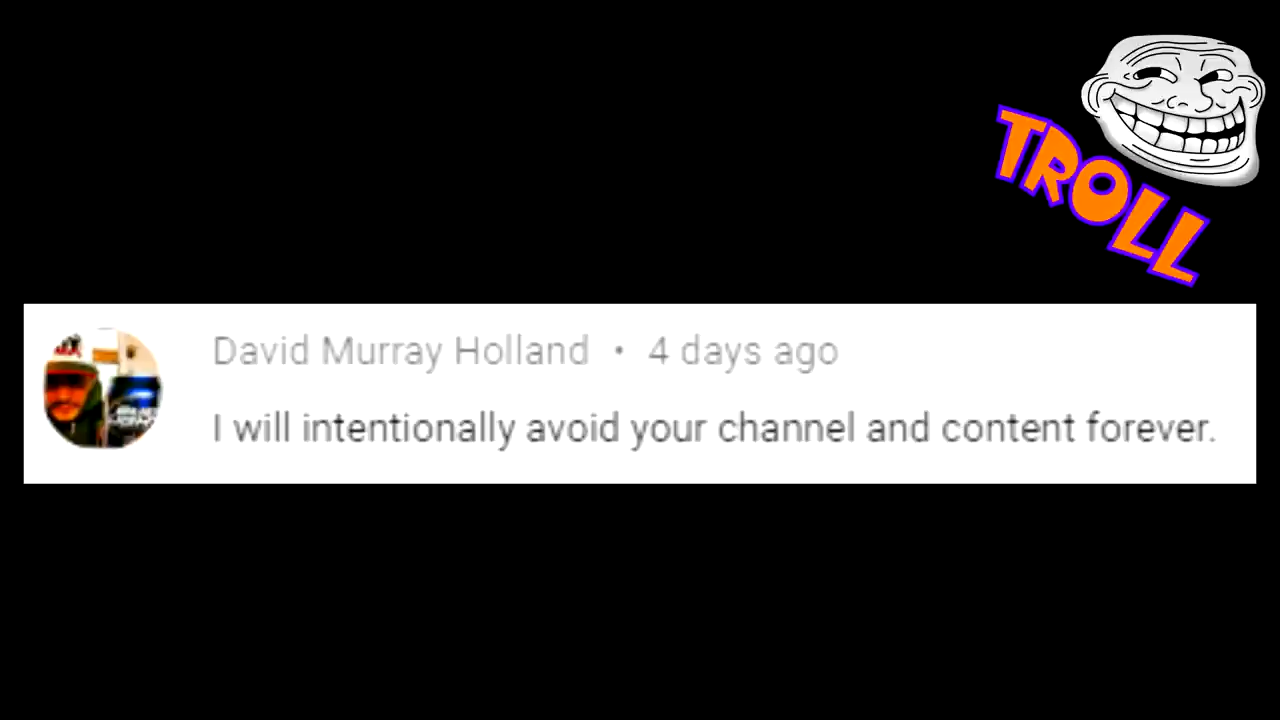 TROLL
David Murray Holland • 4 days ago
I will intentionally avoid your channel and content forever.